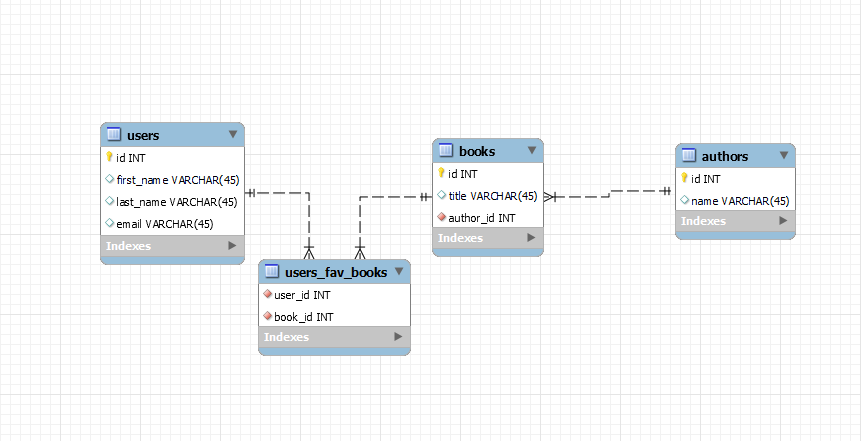 users
id INT
first_name VARCHAR(45)
last_name VARCHAR(45)
email VARCHAR(45)
Indexes
users_fav_books
user_id INT
book_id INT
Indexes
books
id INT
title VARCHAR(45)
author_id INT
Indexes
authors
id INT
name VARCHAR(45)
Indexes